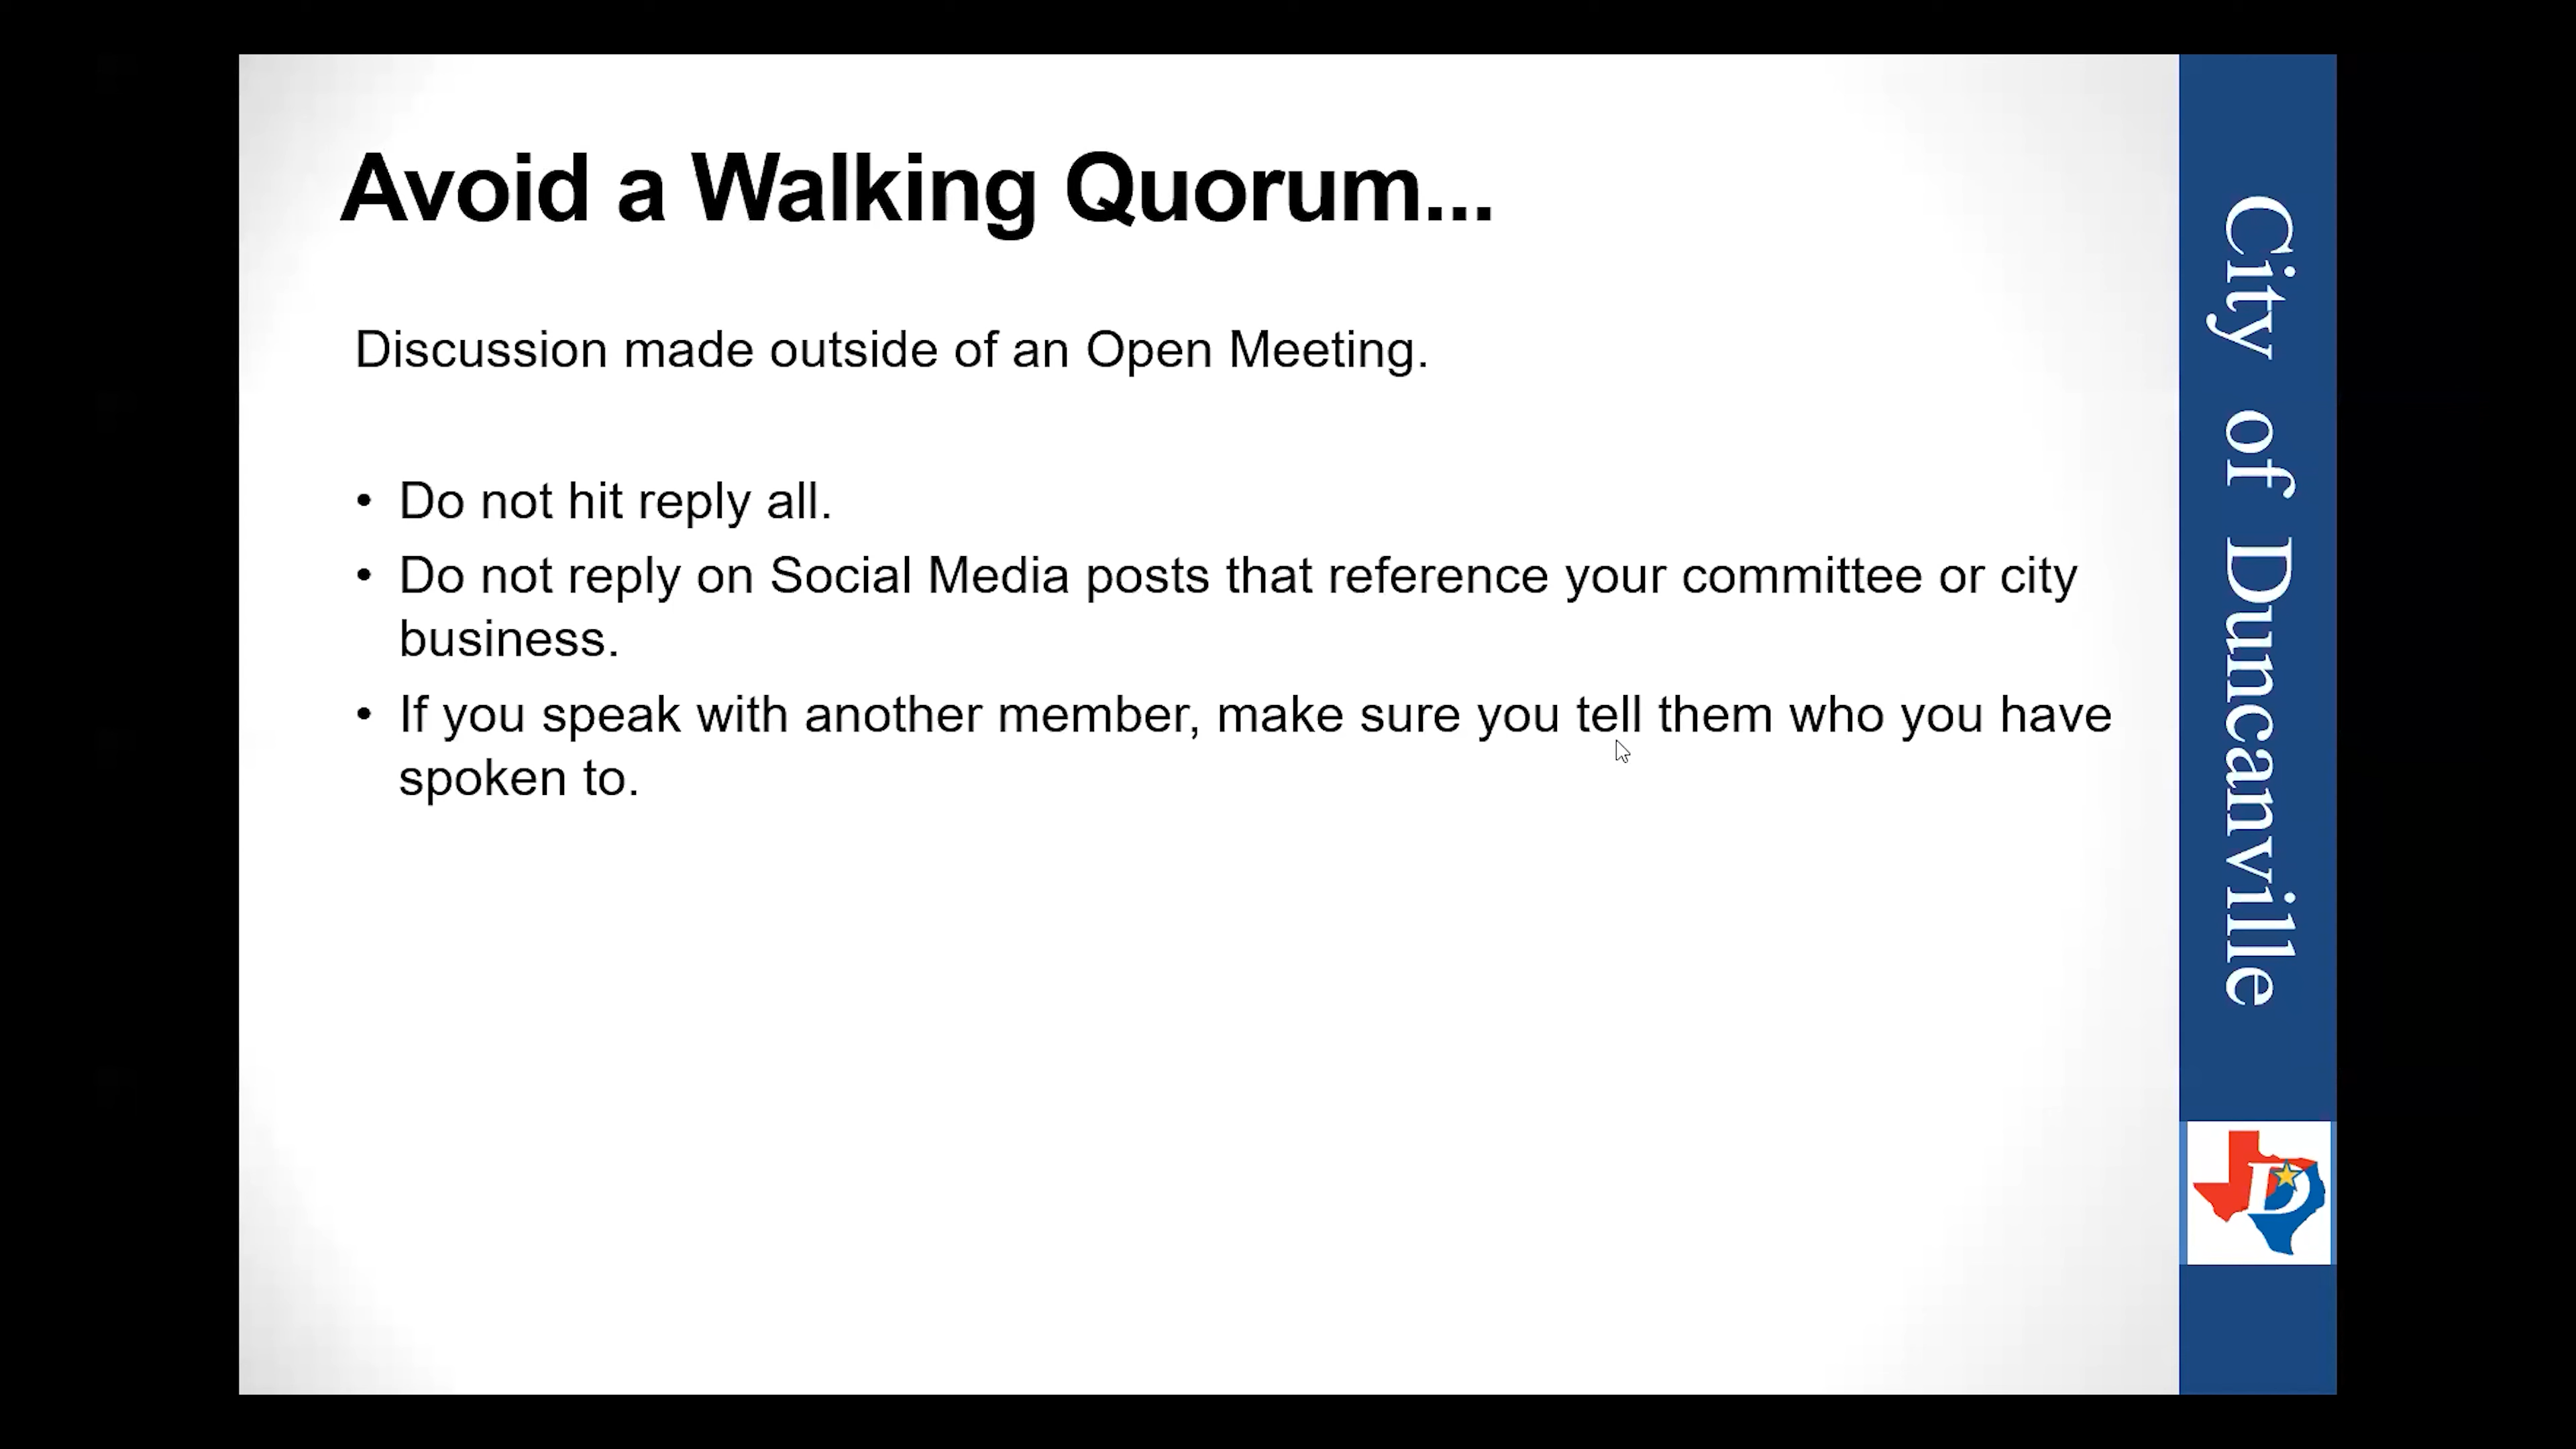 Avoid a Walking Quorum...
Discussion made outside of an Open Meeting.
• Do not hit reply all.
• Do not reply on Social Media posts that reference your committee or city
business.
• If you speak with another member, make sure you tell them who you have
spoken to.
City of Duncanville
D